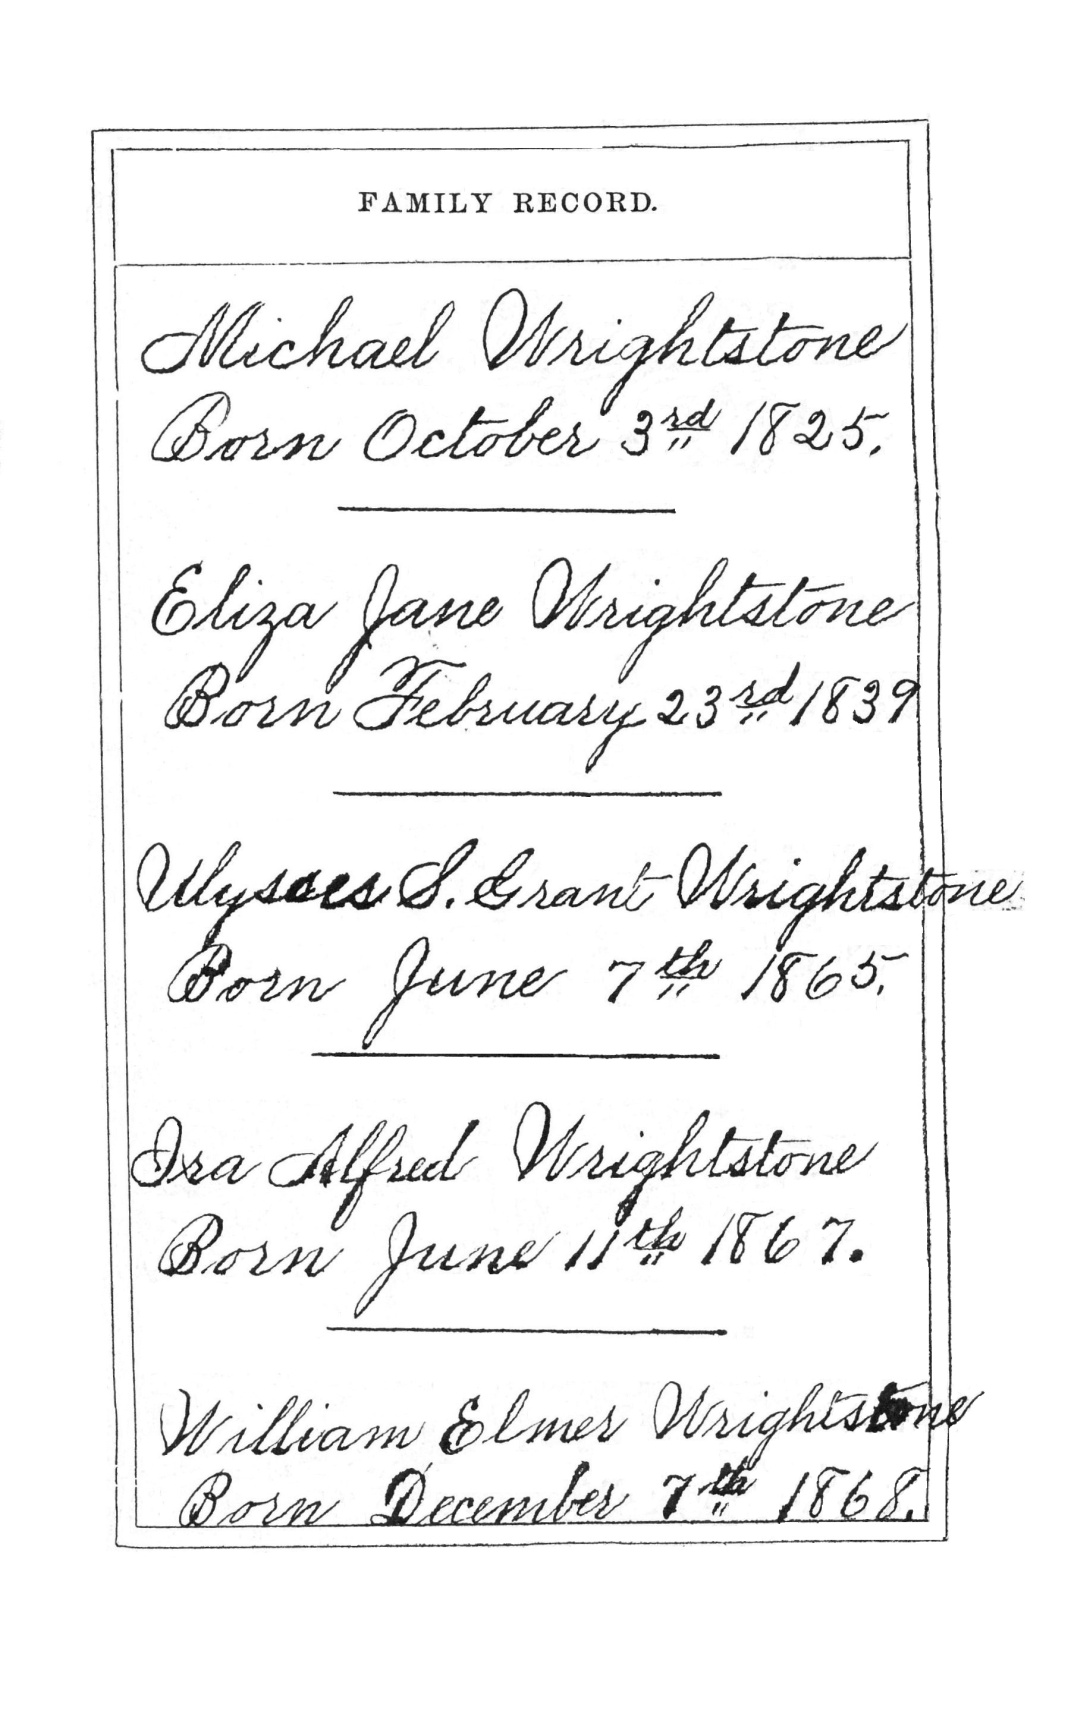 FAMILY RECORD.
Michael Wrightstone
Born October 3rd 1825.
Eliza Jane Wrightstone
Born February 23rd 1839
Ulysses S. Grant Wrightstone
Born June 7th 1865.
Ira Alfred Wrightstone
Born June 11th 1867.
William Elmer Wrightstone
Born December 7th 1868.